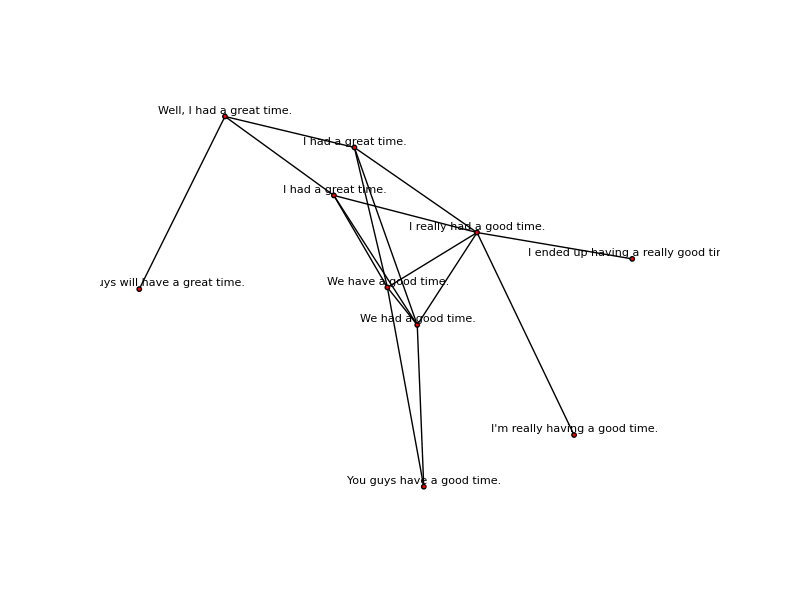 Well, I had a great time.
I had a great time.
I had a great time.
I really had a good time.
I ended up having a really good
will have a great time.
We have a good time.
We had a good time.
I'm really having a good time.
You guys have a good time.